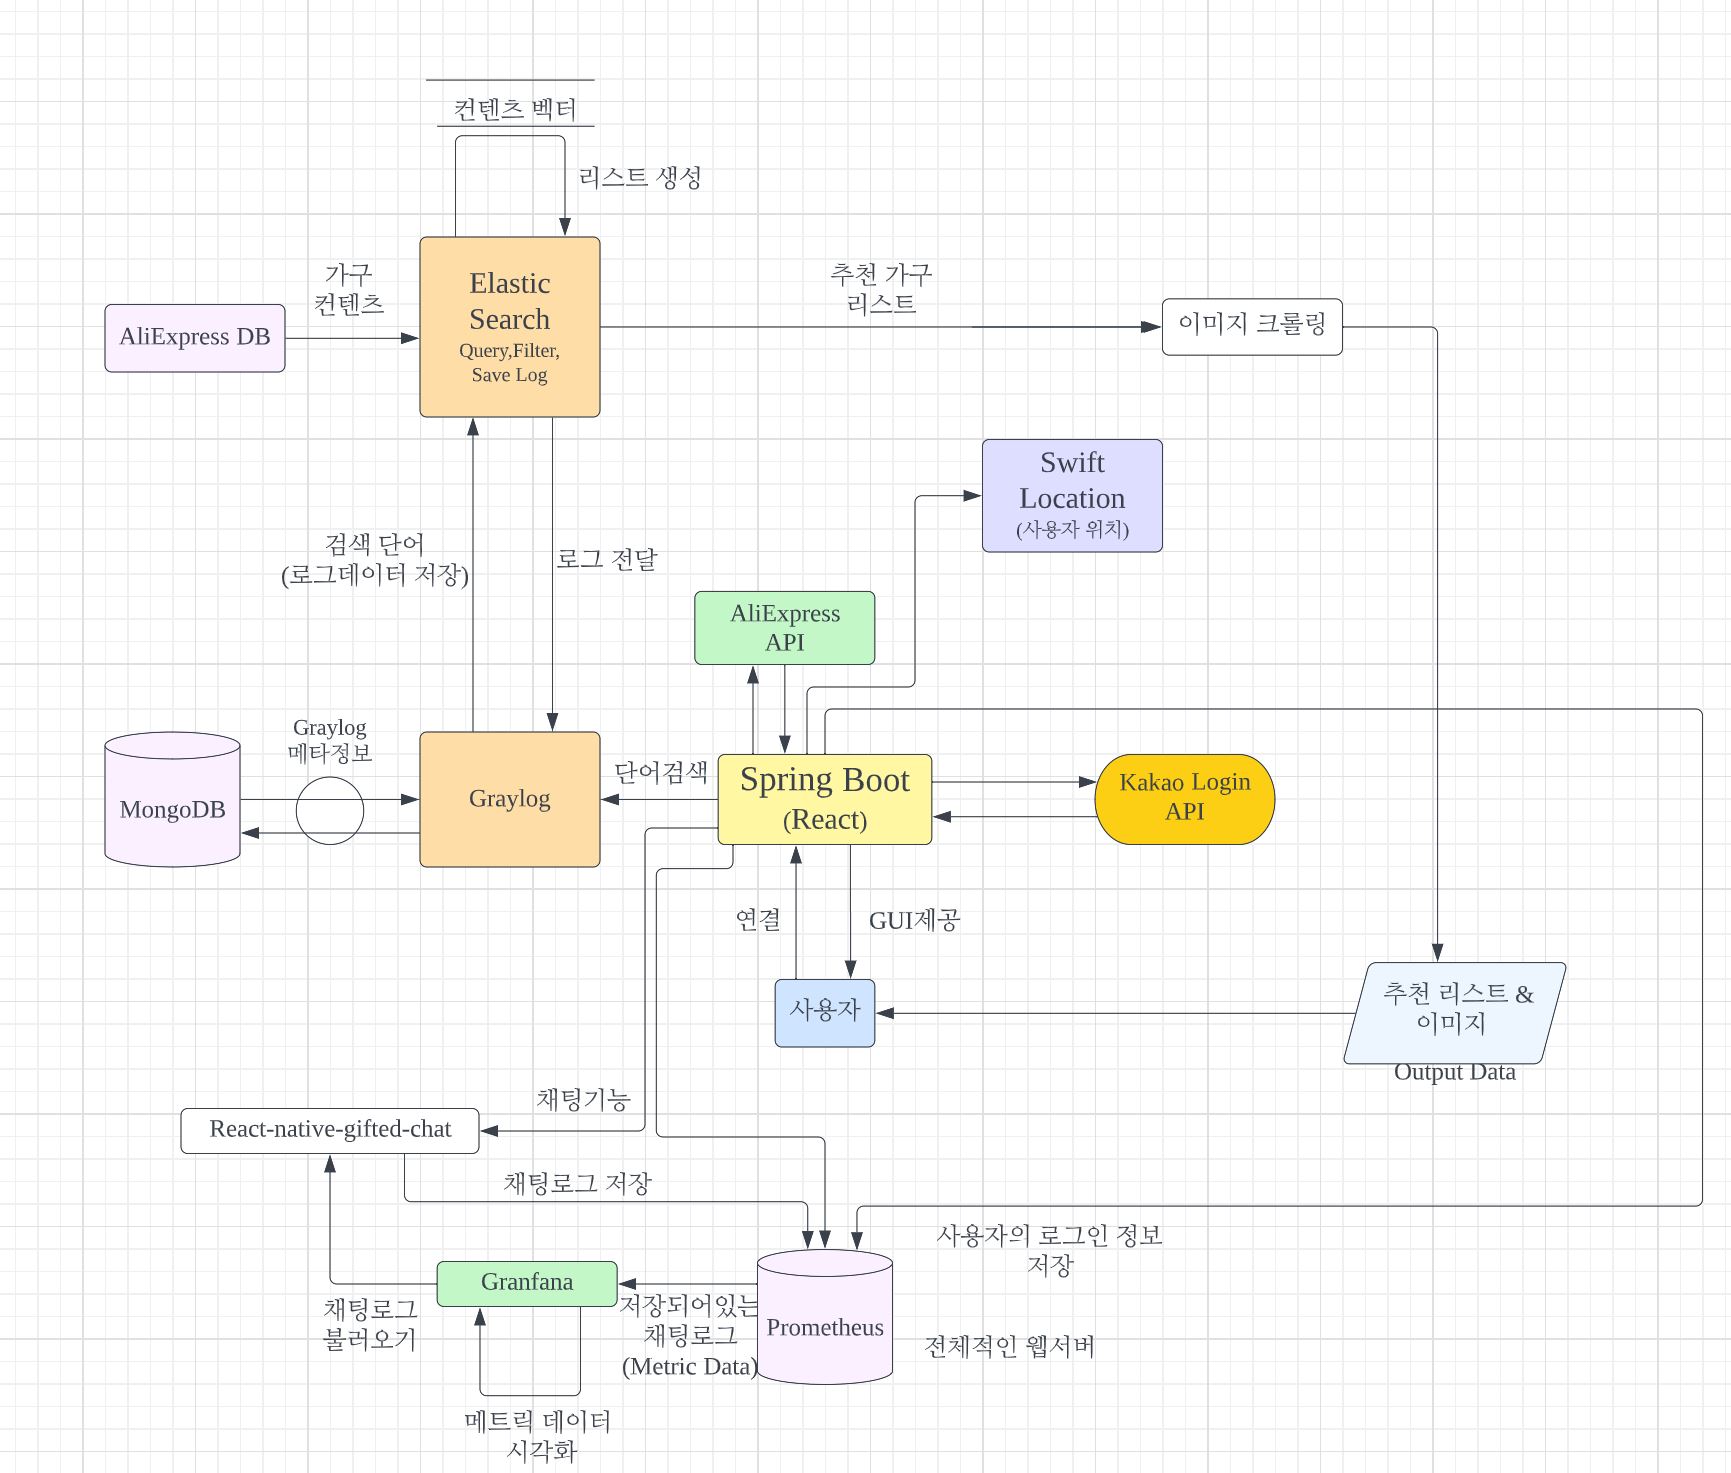 컨텐츠 벡터
리스트 생성
가구
컨텐츠
AliExpress DB
Elastic
Search
Query,Filter,
Save Log
추천 가구
리스트
이미지 크롤링
Swift
Location
(사용자 위치)
검색 단어
(로그데이터 저장)
로그 전달
AliExpress
API
Graylog
메타정보
MongoDB
Graylog
단어검색
Spring Boot
(React)
Kakao Login
API
연결
GUI제공
사용자
추천 리스트 &
이미지
Output Data
채팅기능
React-native-gifted-chat
채팅로그 저장
사용자의 로그인 정보
저장
Granfana
채팅로그
불러오기
저장되어있는
채팅로그
(Metric Data)
Prometheus
전체적인 웹서버
메트릭 데이터
시각화